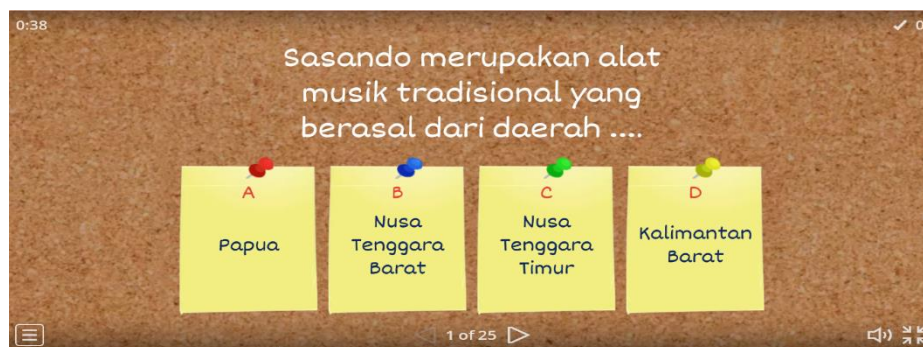 0:38
✓ 0
Sasando merupakan alat
musik tradisional yang
berasal dari daerah ....
A
Papua
B
Nusa
Tenggara
Barat
C
Nusa
Tenggara
Timur
D
Kalimantan
Barat
1 of 25